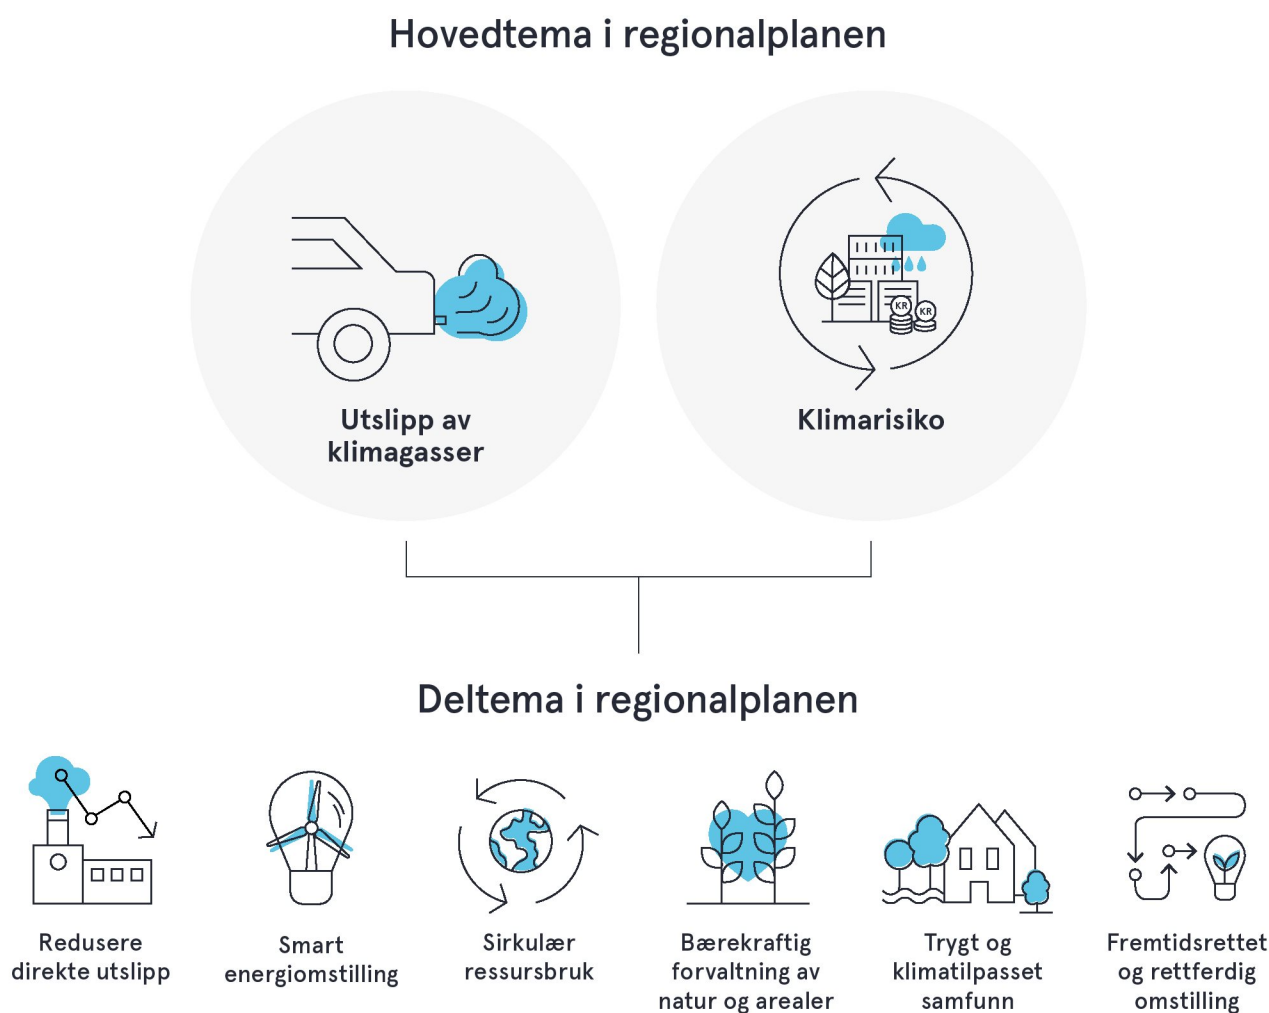 Hovedtema i regionalplanen
KR
KR
Utslipp av
klimagasser
Klimarisiko
Deltema i regionalplanen
Redusere
direkte utslipp
Smart
energiomstilling
Sirkulær
ressursbruk
Bærekraftig
forvaltning av
natur og arealer
Trygt og
klimatilpasset
samfunn
Fremtidsrettet
og rettferdig
omstilling